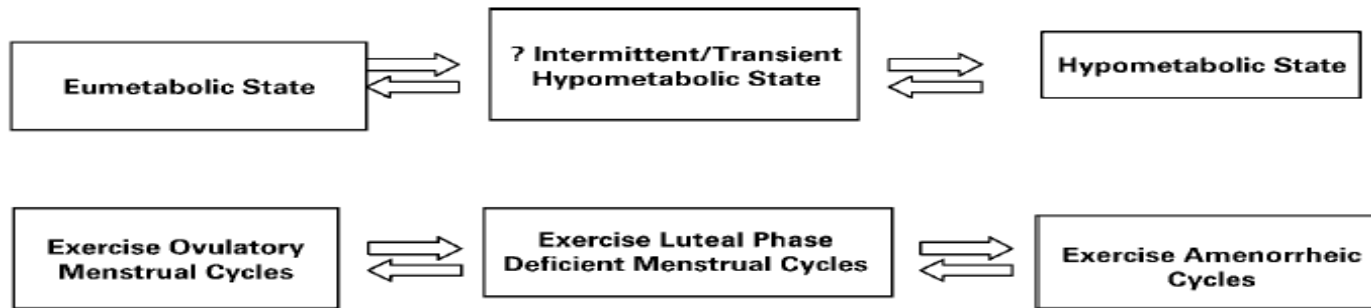 Eumetabolic State
? Intermittent/Transient
Hypometabolic State
Hypometabolic State
Exercise Ovulatory
Menstrual Cycles
Exercise Luteal Phase
Deficient Menstrual Cycles
Exercise Amenorrheic
Cycles